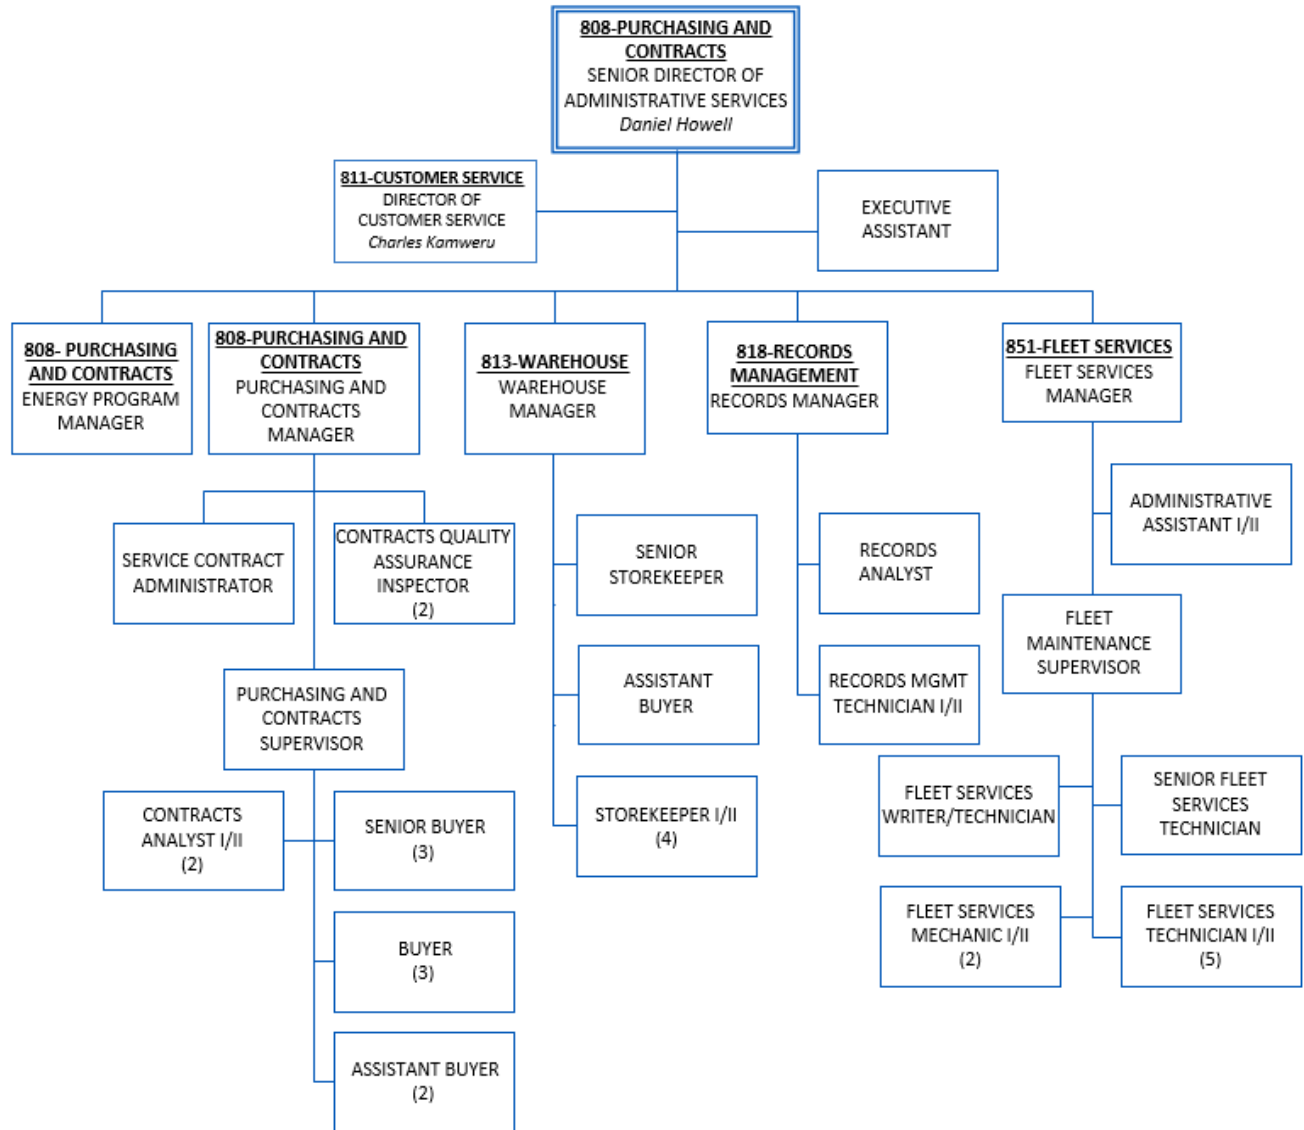 808-PURCHASING AND
CONTRACTS
SENIOR DIRECTOR OF
ADMINISTRATIVE SERVICES
Daniel Howell
811-CUSTOMER SERVICE
DIRECTOR OF
CUSTOMER SERVICE
Charles Kamweru
EXECUTIVE
ASSISTANT
808- PURCHASING
AND CONTRACTS
ENERGY PROGRAM
MANAGER
808-PURCHASING AND
CONTRACTS
PURCHASING AND
CONTRACTS
MANAGER
813-WAREHOUSE
WAREHOUSE
MANAGER
818-RECORDS
MANAGEMENT
RECORDS MANAGER
851-FLEET SERVICES
FLEET SERVICES
MANAGER
SERVICE CONTRACT
ADMINISTRATOR
CONTRACTS QUALITY
ASSURANCE
INSPECTOR
(2)
SENIOR
STOREKEEPER
RECORDS
ANALYST
ADMINISTRATIVE
ASSISTANT I/II
FLEET
MAINTENANCE
SUPERVISOR
PURCHASING AND
CONTRACTS
SUPERVISOR
ASSISTANT
BUYER
RECORDS MGMT
TECHNICIAN I/II
CONTRACTS
ANALYST I/II
(2)
SENIOR BUYER
(3)
STOREKEEPER I/II
(4)
FLEET SERVICES
WRITER/TECHNICIAN
SENIOR FLEET
SERVICES
TECHNICIAN
BUYER
(3)
FLEET SERVICES
MECHANIC I/II
(2)
FLEET SERVICES
TECHNICIAN I/II
(5)
ASSISTANT BUYER
(2)